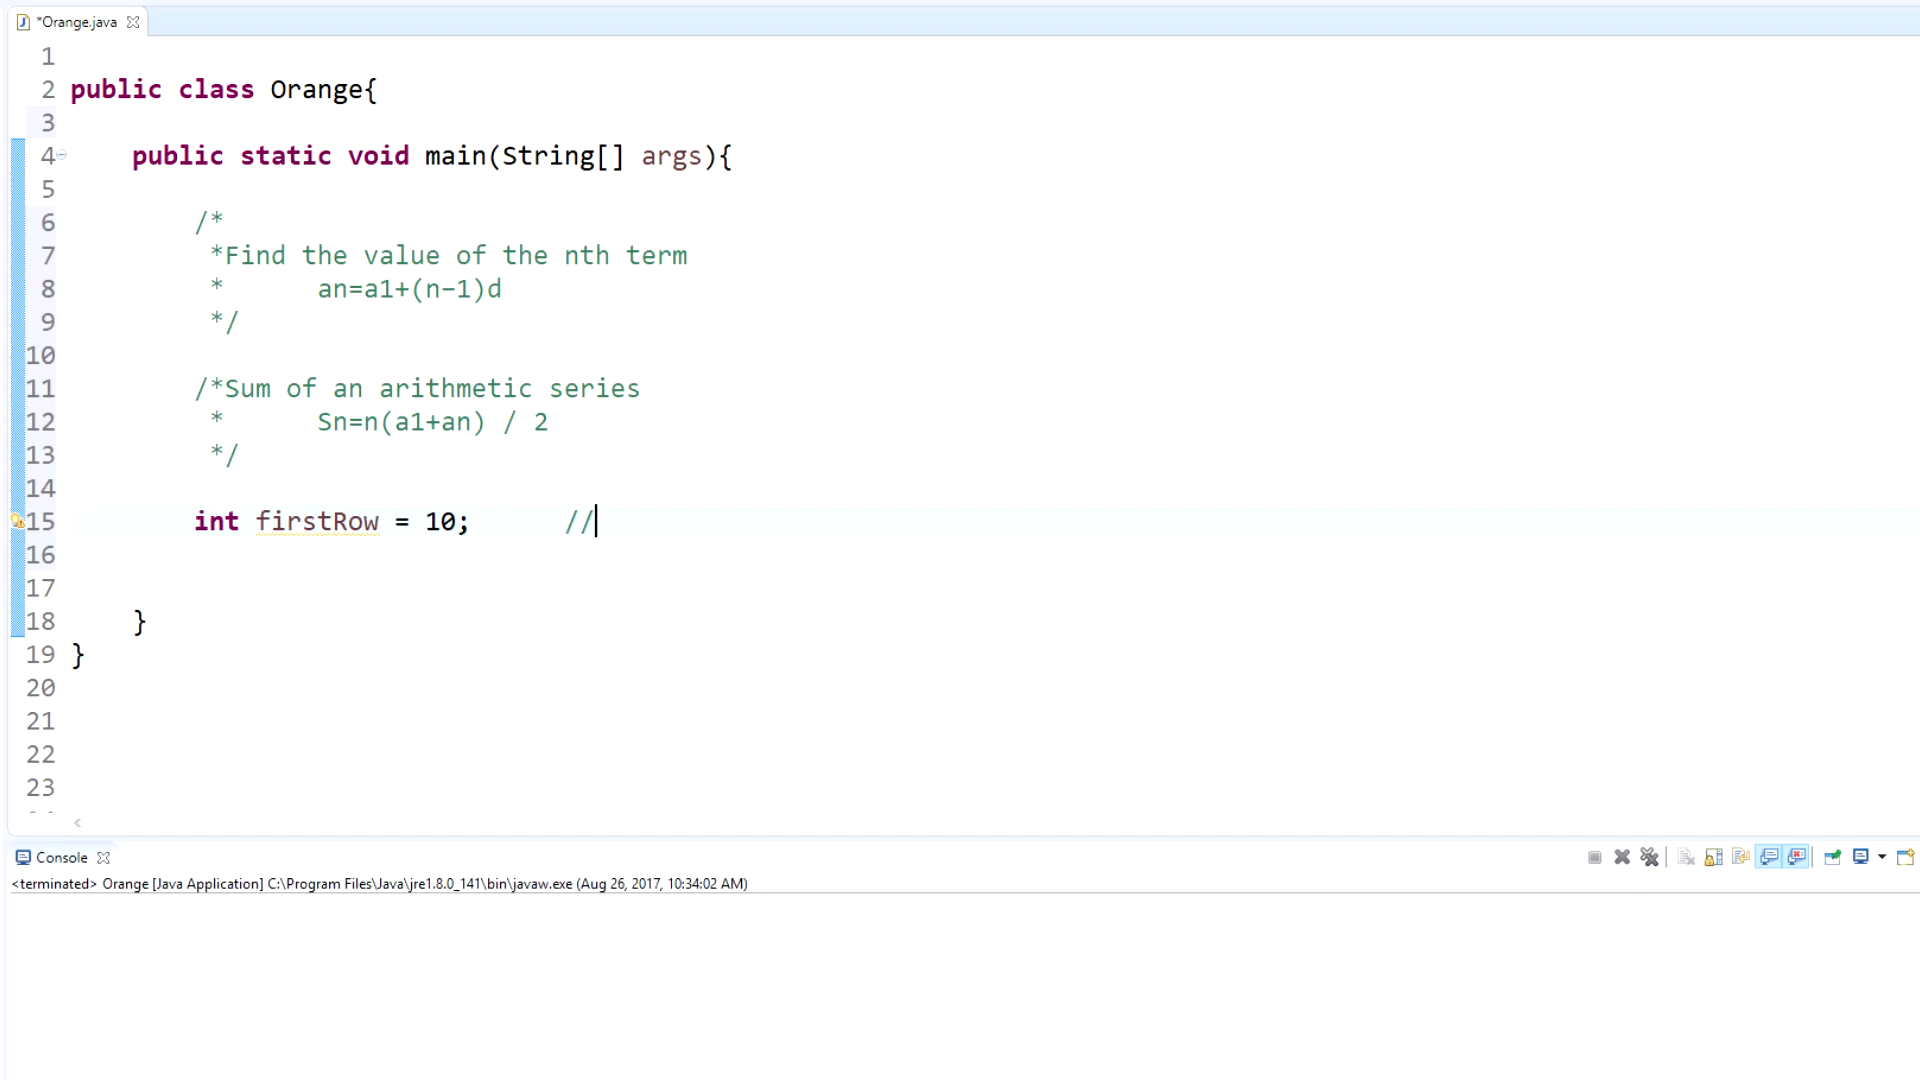 *Orange.java
1
2 public class Orange{
3
4 public static void main(String[] args){
5
6 /*
7 *Find the value of the nth term
8 * an=a1+(n-1)d
9 */
10
11 /*Sum of an arithmetic series
12 * Sn=n(a1+an) / 2
13 */
14
15 int firstRow = 10; //
16
17
18 }
19 }
20
21
22
23
Console
<terminated> Orange [Java Application] C:\Program Files\Java\jre1.8.0_141\bin\javaw.exe (Aug 26, 2017, 10:34:02 AM)